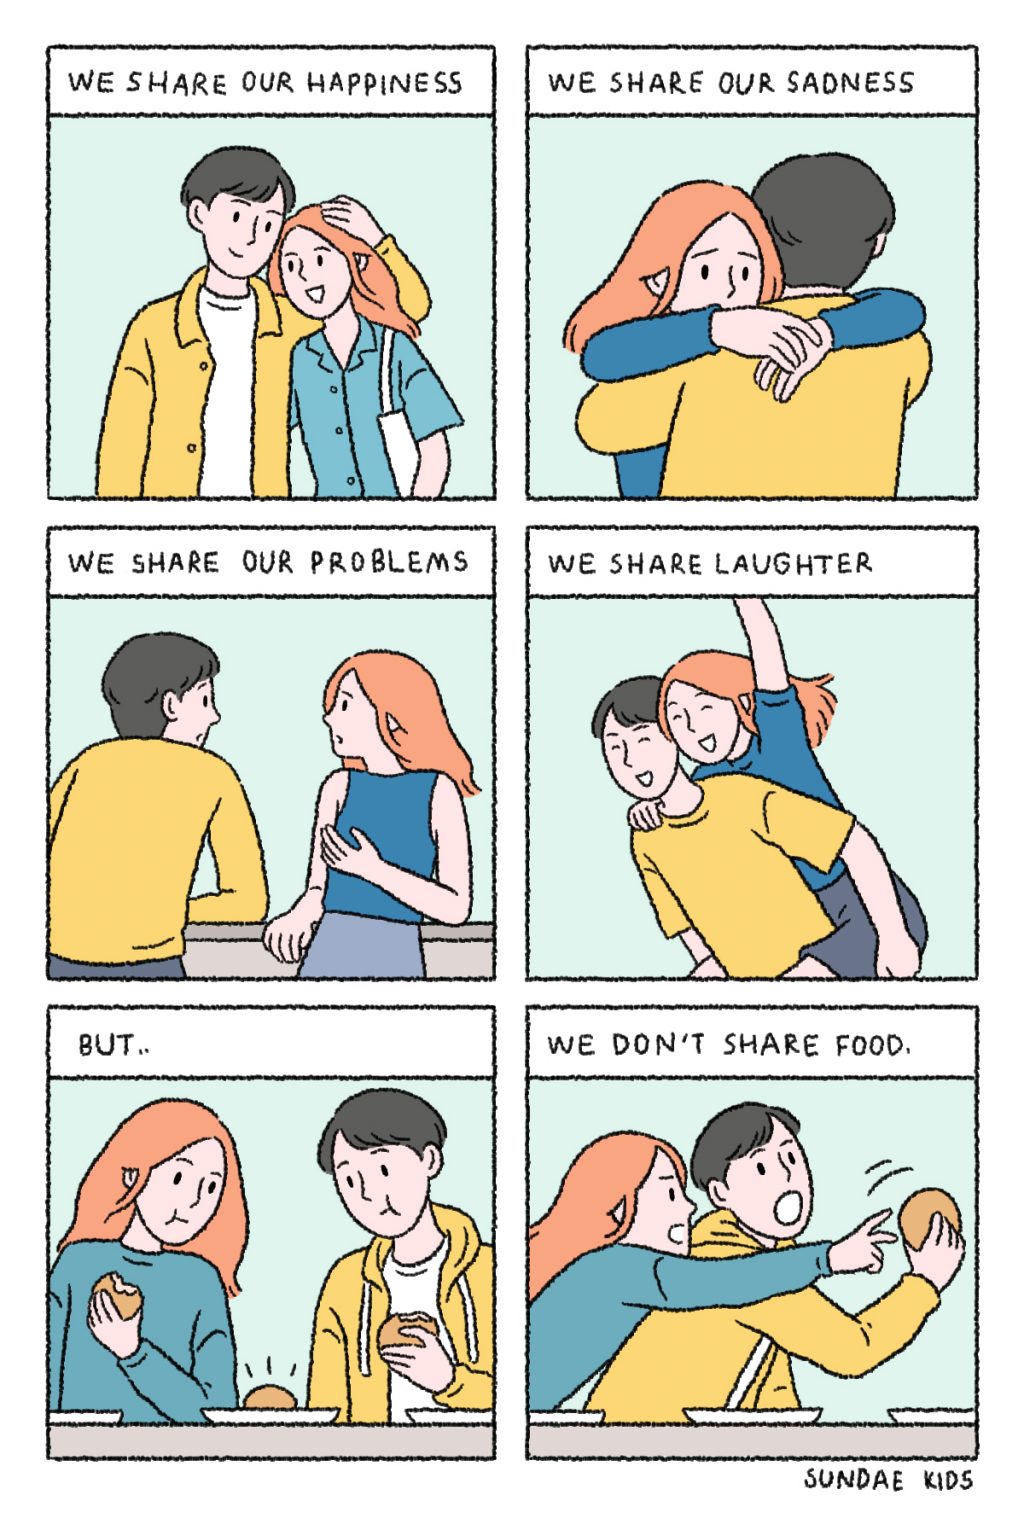 WE SHARE OUR HAPPINESS
WE SHARE OUR SADNESS
WE SHARE OUR PROBLEMS
WE SHARE LAUGHTER
BUT..
WE DON'T SHARE FOOD.
SUNDAE KIDS